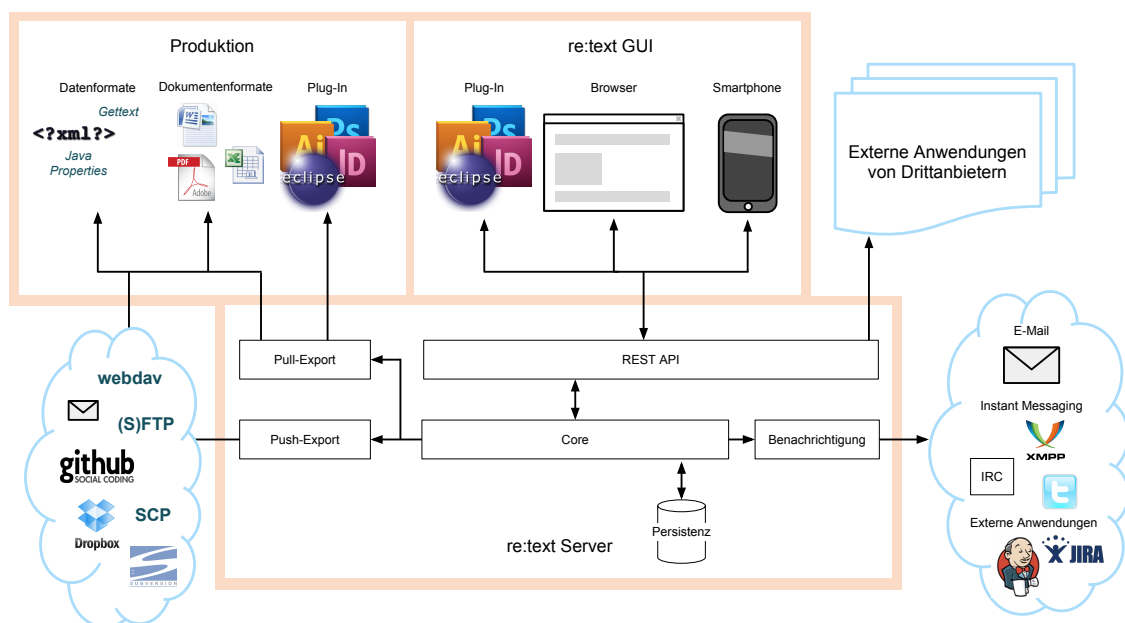 Produktion
Datenformate
Gettext
<?xml?>
Java
Properties
Dokumentenformate
W
PDF
Adobe
X
Plug-In
Ai
Ps
ID
eclipse
re:text GUI
Plug-In
Ai
Ps
ID
eclipse
Browser
Smartphone
Externe Anwendungen
von Drittanbietern
Pull-Export
REST API
Push-Export
Core
Benachrichtigung
Persistenz
re:text Server
webdav
(S)FTP
github
SOCIAL CODING
SCP
Dropbox
SUBVERSION
E-Mail
Instant Messaging
XMPP
IRC
t
Externe Anwendungen
JIRA